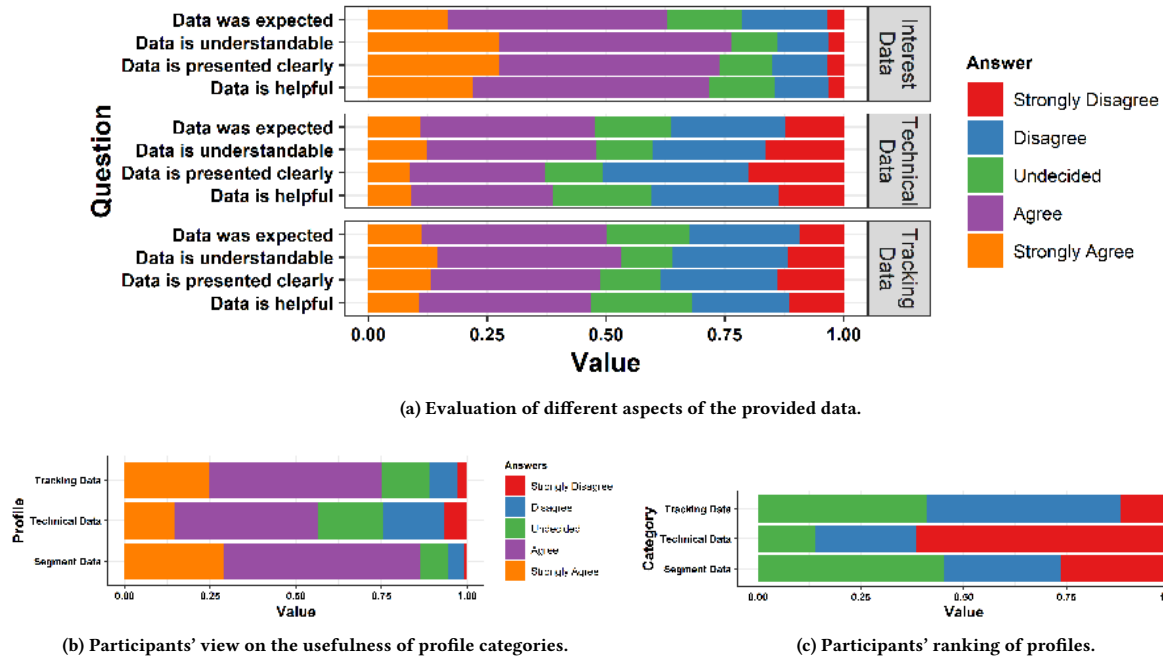 Data was expected
Data is understandable
Data is presented clearly
Data is helpful
Interest
Data
Data was expected
Data is understandable
Data is presented clearly
Data is helpful
Technical
Data
Data was expected
Data is understandable
Data is presented clearly
Data is helpful
Tracking
Data
Question
0.00 0.25 0.50 0.75 1.00
Value
Answer
Strongly Disagree
Disagree
Undecided
Agree
Strongly Agree
(a) Evaluation of different aspects of the provided data.
Profile
Tracking Data
Technical Data
Segment Data
0.00 0.25 0.50 0.75 1.00
Value
Answers
Strongly Disagree
Disagree
Undecided
Agree
Strongly Agree
(b) Participants' view on the usefulness of profile categories.
Category
Tracking Data
Technical Data
Segment Data
0.00 0.25 0.50 0.75
Value
(c) Participants' ranking of profiles.